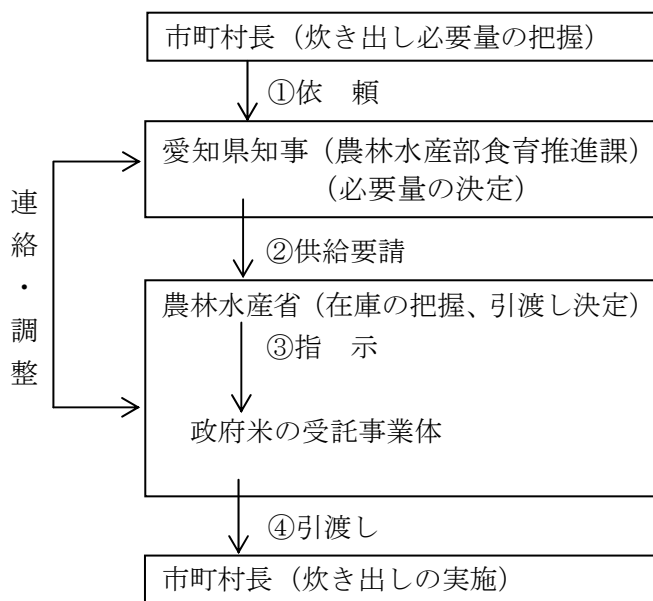 市町村長（炊き出し必要量の把握）
①依　頼
愛知県知事（農林水産部食育推進課）
（必要量の決定）
連絡・調整
②供給要請
農林水産省（在庫の把握、引渡し決定）
③指　示
政府米の受託事業体
④引渡し
市町村長（炊き出しの実施）